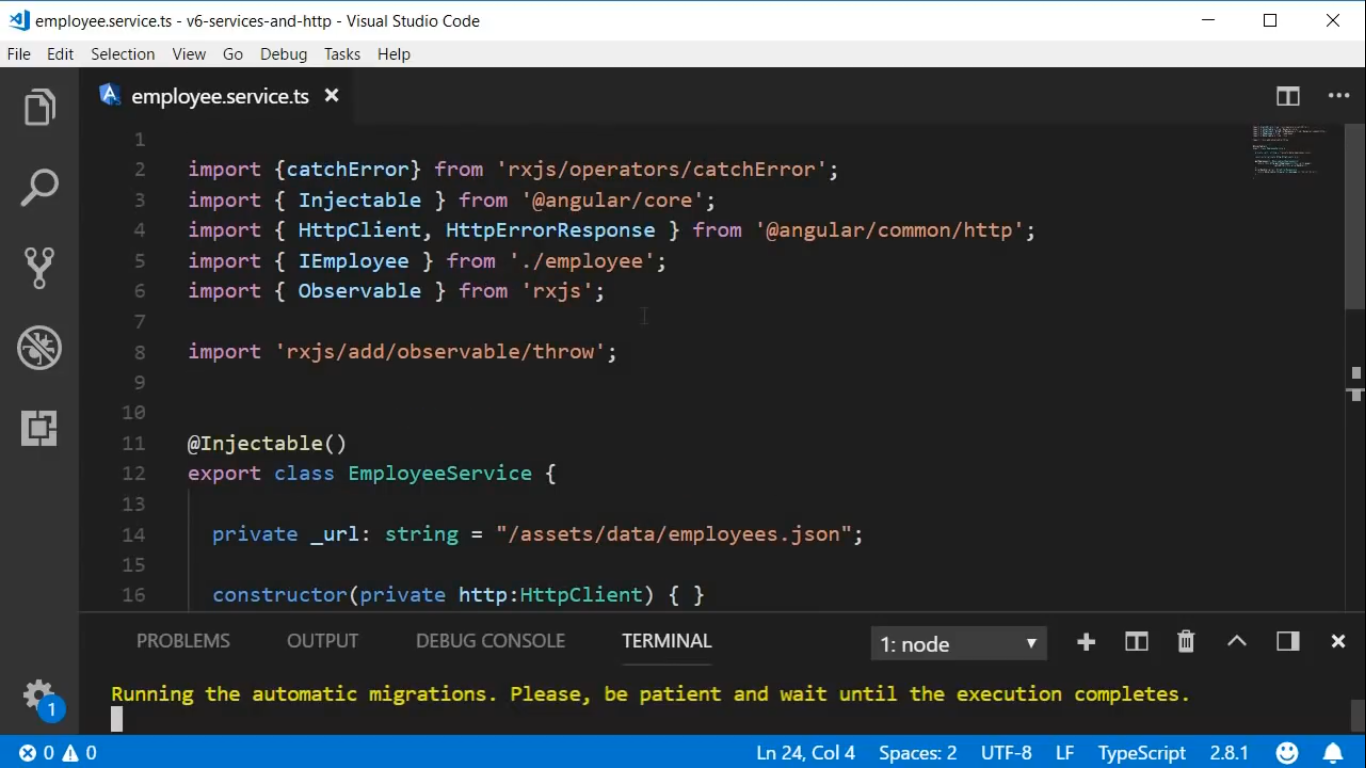 employee.service.ts - v6-services-and-http - Visual Studio Code
File Edit Selection View Go Debug Tasks Help
employee.service.ts
1
2 import {catchError} from 'rxjs/operators/catchError';
3 import { Injectable } from '@angular/core';
4 import { HttpClient, HttpErrorResponse } from '@angular/common/http';
5 import { IEmployee } from './employee';
6 import { Observable } from 'rxjs';
7
8 import 'rxjs/add/observable/throw';
9
10
11 @Injectable()
12 export class EmployeeService {
13
14 private _url: string = "/assets/data/employees.json";
15
16 constructor(private http:HttpClient) { }
PROBLEMS OUTPUT DEBUG CONSOLE TERMINAL 1: node
Running the automatic migrations. Please, be patient and wait until the execution completes.
1
0 0 Ln 24, Col 4 Spaces: 2 UTF-8 LF TypeScript 2.8.1